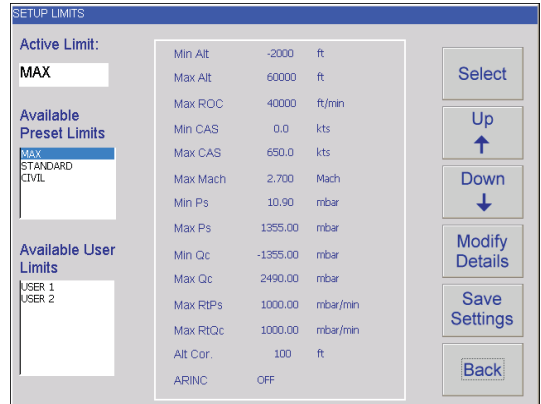 SETUP LIMITS
Active Limit:
MAX
Available
Preset Limits
MAX
STANDARD
CIVIL
Available User
Limits
USER 1
USER 2
Min Alt -2000 ft
Max Alt 60000 ft
Max ROC 40000 ft/min
Min CAS 0.0 kts
Max CAS 650.0 kts
Max Mach 2.700 Mach
Min Ps 10.90 mbar
Max Ps 1355.00 mbar
Min Qc -1355.00 mbar
Max Qc 2490.00 mbar
Max RtPs 1000.00 mbar/min
Max RtQc 1000.00 mbar/min
Alt Cor. 100 ft
ARINC OFF
Select
Up
Down
Modify
Details
Save
Settings
Back